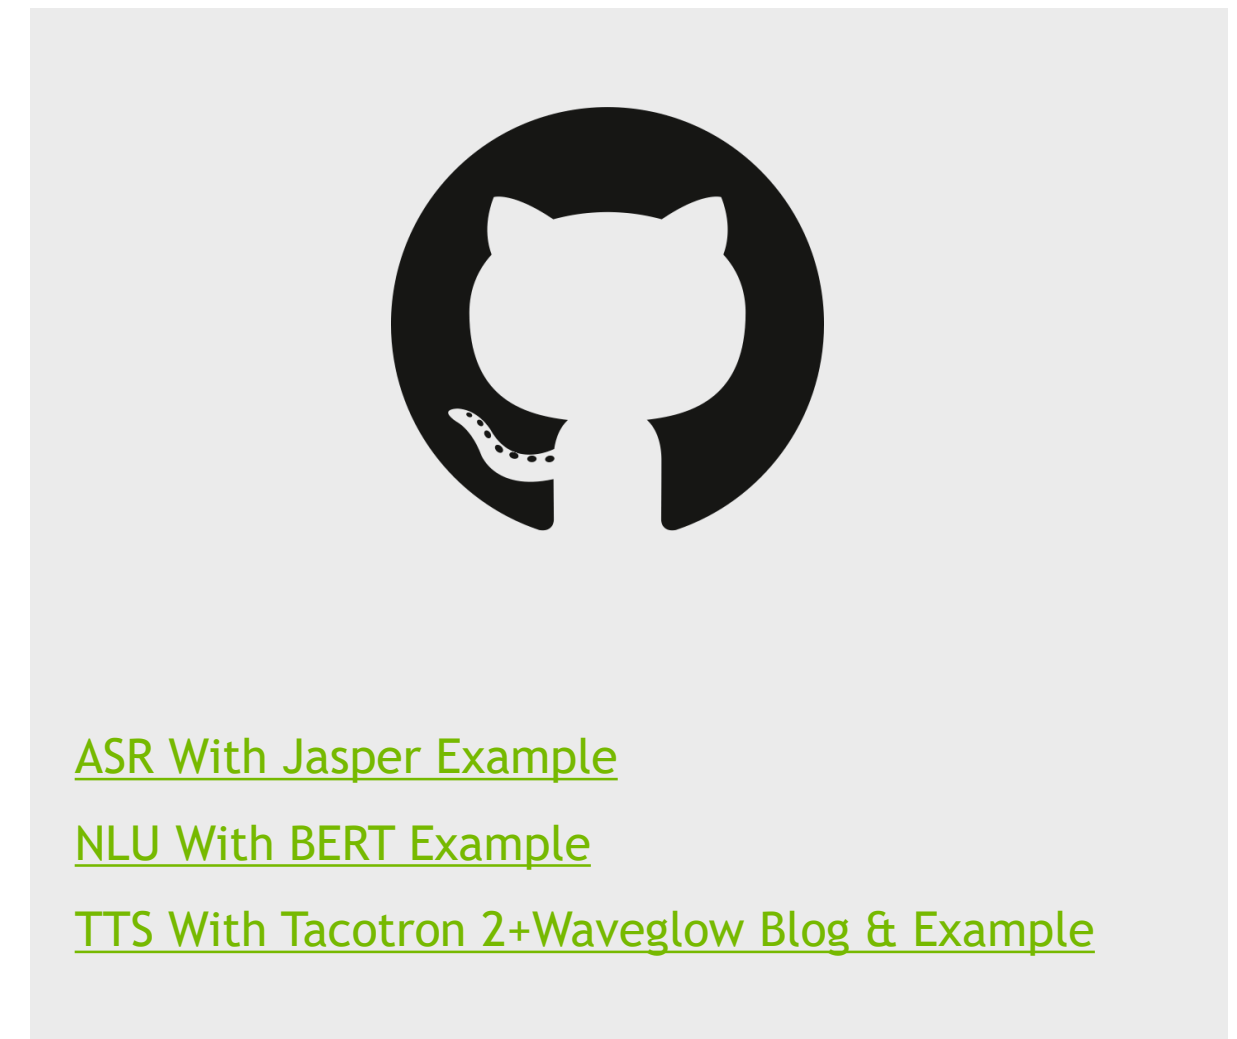 ASR With Jasper Example
NLU With BERT Example
TTS With Tacotron 2+Waveglow Blog & Example